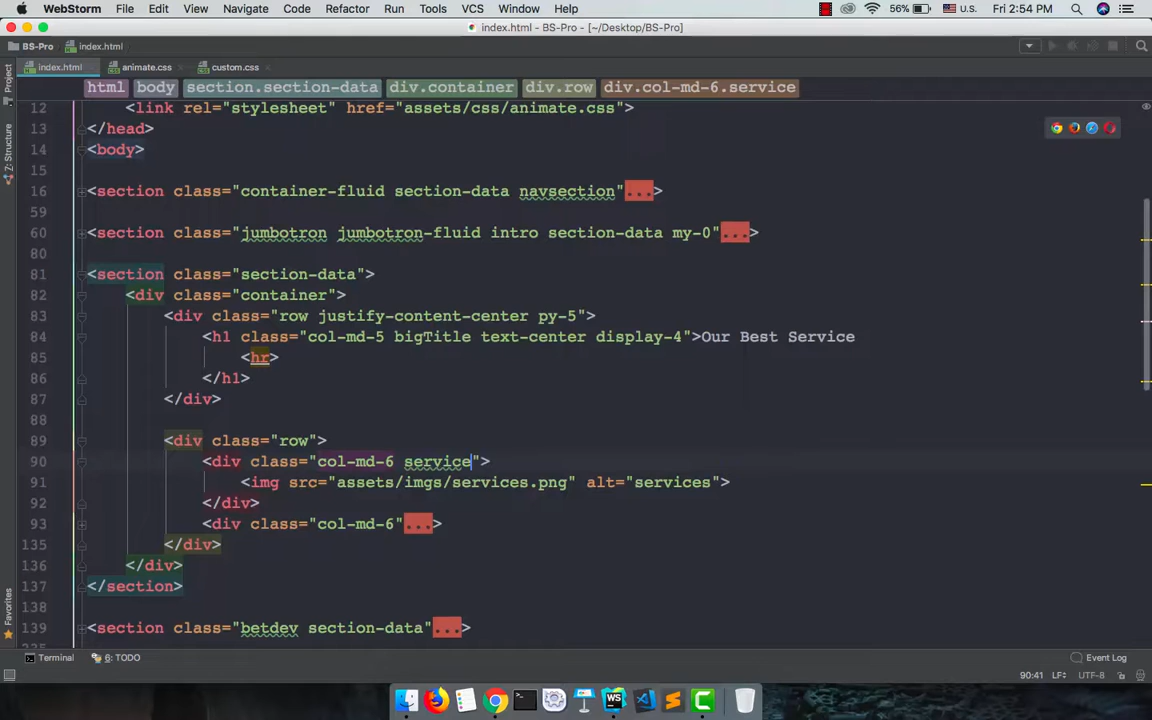 WebStorm File Edit View Navigate Code Refactor Run Tools VCS Window Help 56% U.S. Fri 2:54 PM
index.html - BS-Pro [~/Desktop/BS-Pro]
BS-Pro index.html
index.html animate.css custom.css
html body section.section-data div.container div.row div.col-md-6.service
1: Project
7: Structure
Favorites
12 <link rel="stylesheet" href="assets/css/animate.css">
13 </head>
14 <body>
15
16 <section class="container-fluid section-data navsection"...>
59
60 <section class="jumbotron jumbotron-fluid intro section-data my-0"...>
80
81 <section class="section-data">
82 <div class="container">
83 <div class="row justify-content-center py-5">
84 <h1 class="col-md-5 bigTitle text-center display-4">Our Best Service
85 <hr>
86 </h1>
87 </div>
88
89 <div class="row">
90 <div class="col-md-6 service">
91 <img src="assets/imgs/services.png" alt="services">
92 </div>
93 <div class="col-md-6"...>
135 </div>
136 </div>
137 </section>
138
139 <section class="betdev section-data"...>
Terminal 6: TODO Event Log
90:41 LF÷ UTF-8÷
WS